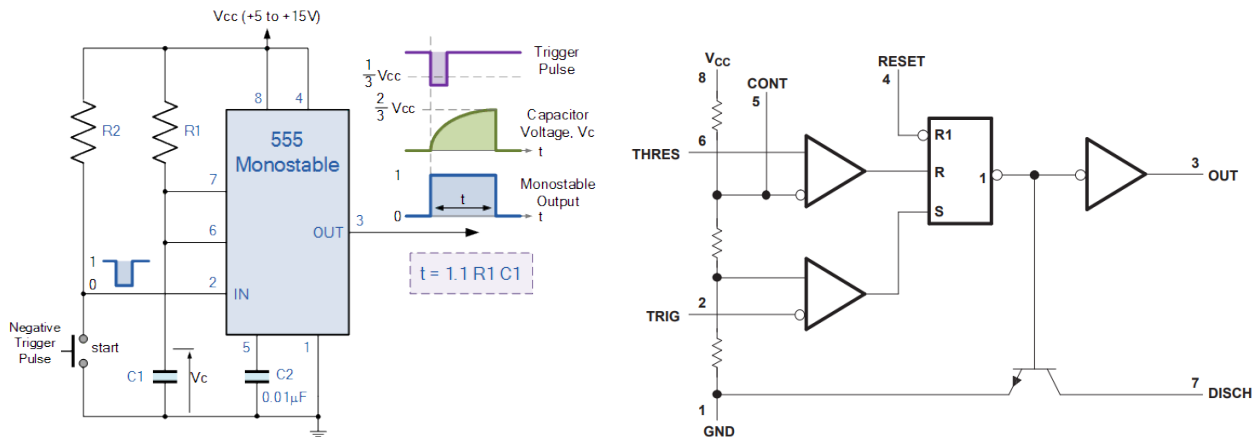 Vcc (+5 to +15V)
R2
R1
8
4
555
Monostable
7
6
OUT
3
2
IN
1
0
Negative
Trigger
Pulse
start
5
1
C1
Vc
C2
0.01µF
1/3 Vcc
Trigger
Pulse
2/3 Vcc
Capacitor
Voltage, Vc
t
1
0
t
Monostable
Output
t
t = 1.1 R1 C1
VCC
8
CONT
5
RESET
4
6
THRES
R1
R
1
S
3
OUT
2
TRIG
1
GND
7
DISCH